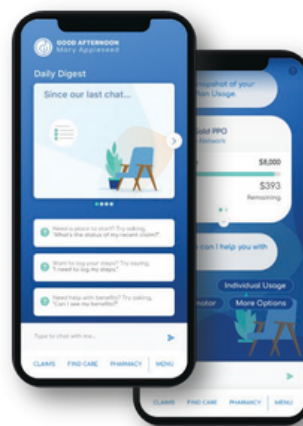 GOOD AFTERNOON
Mary Appleseed
Daily Digest
Since our last chat...
Need a place to start? Try asking,
"What's the status of my recent claim?"
Want to log your steps? Try saying,
"I need to log my steps."
Need help with benefits? Try asking,
"Can I see my benefits?"
Type to chat with me...
CLAIMS FIND CARE PHARMACY MENU
snapshot of your
Plan Usage.
Gold PPO
Network
$8,000
$393
Remaining
can I help you with
Individual Usage
More Options
CLAIMS FIND CARE PHARMACY MENU